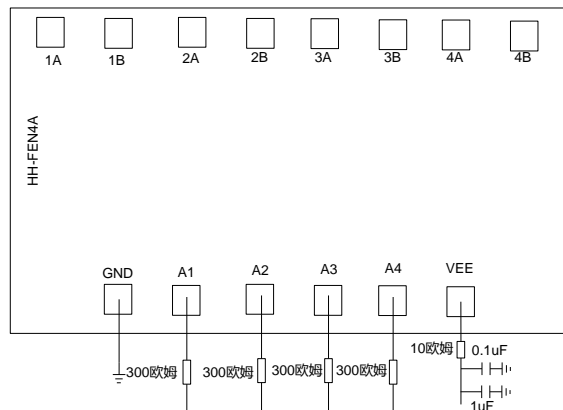 1A 1B 2A 2B 3A 3B 4A 4B
HH-FEN4A
GND A1 A2 A3 A4 VEE
300欧姆 300欧姆 300欧姆 300欧姆 10欧姆 0.1uF
1uF